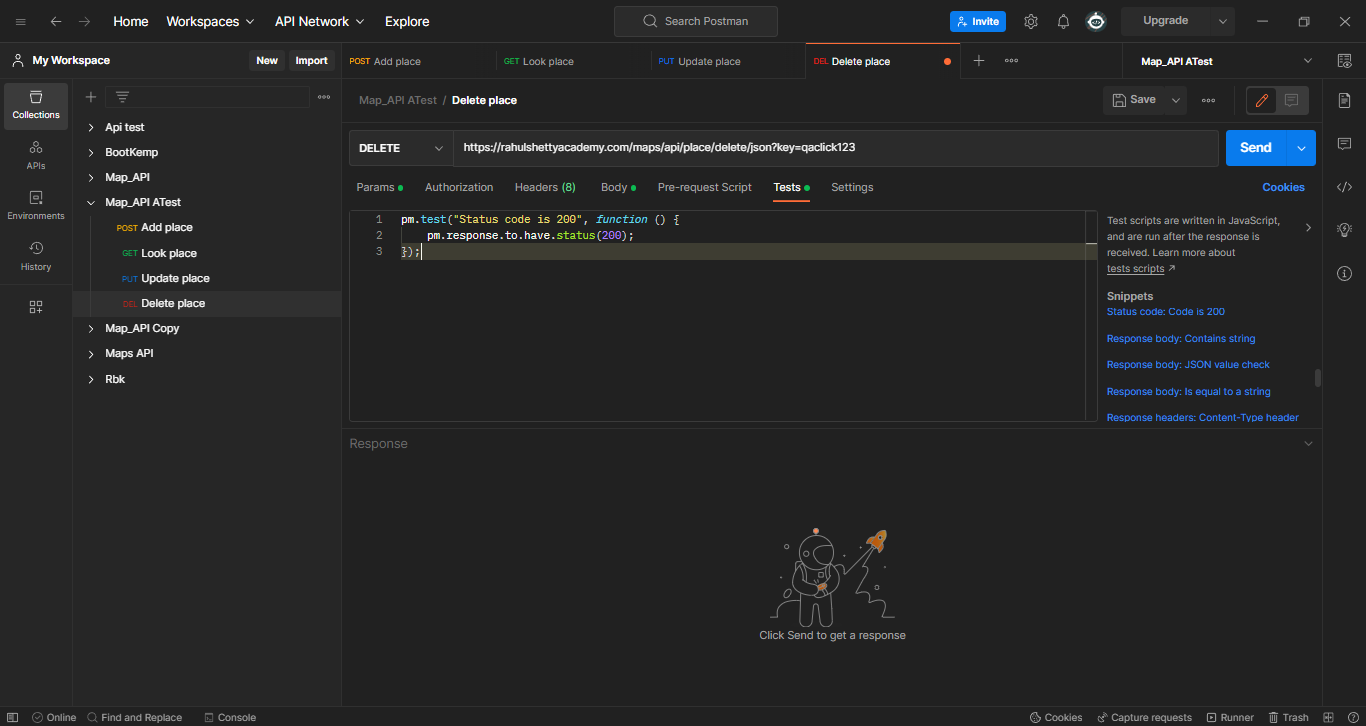 Home Workspaces API Network Explore Search Postman Invite Upgrade
My Workspace New Import
POST Add place GET Look place PUT Update place DEL Delete place Map_API ATest
Collections
APIs
Environments
History
Api test
BootKemp
Map_API
Map_API ATest
POST Add place
GET Look place
PUT Update place
DEL Delete place
Map_API Copy
Maps API
Rbk
Map_API ATest / Delete place Save
DELETE https://rahulshettyacademy.com/maps/api/place/delete/json?key=qaclick123 Send
Params Authorization Headers (8) Body Pre-request Script Tests Settings Cookies
1 pm.test("Status code is 200", function () {
2 pm.response.to.have.status(200);
3 });
Test scripts are written in JavaScript,
and are run after the response is
received. Learn more about
tests scripts ↗
Snippets
Status code: Code is 200
Response body: Contains string
Response body: JSON value check
Response body: Is equal to a string
Response headers: Content-Type header
Response
Click Send to get a response
Online Find and Replace Console Cookies Capture requests Runner Trash